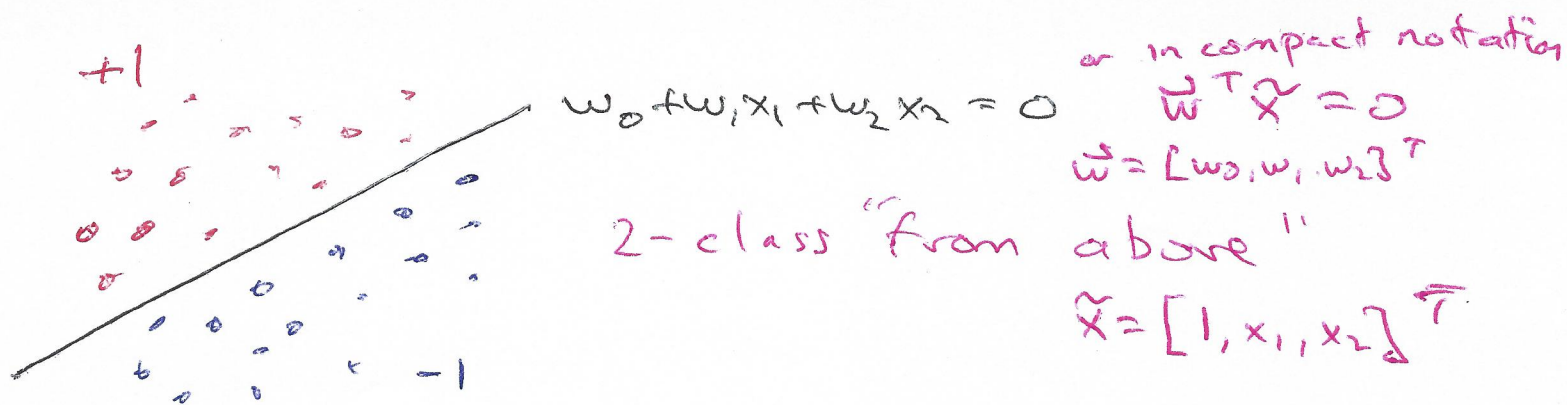 +1
w₀ + w₁x₁ + w₂x₂ = 0
or in compact notation
w⃗ᵀx̃ = 0
w⃗ = [w₀, w₁, w₂]ᵀ
2-class "from above"
x̃ = [1, x₁, x₂]ᵀ
-1